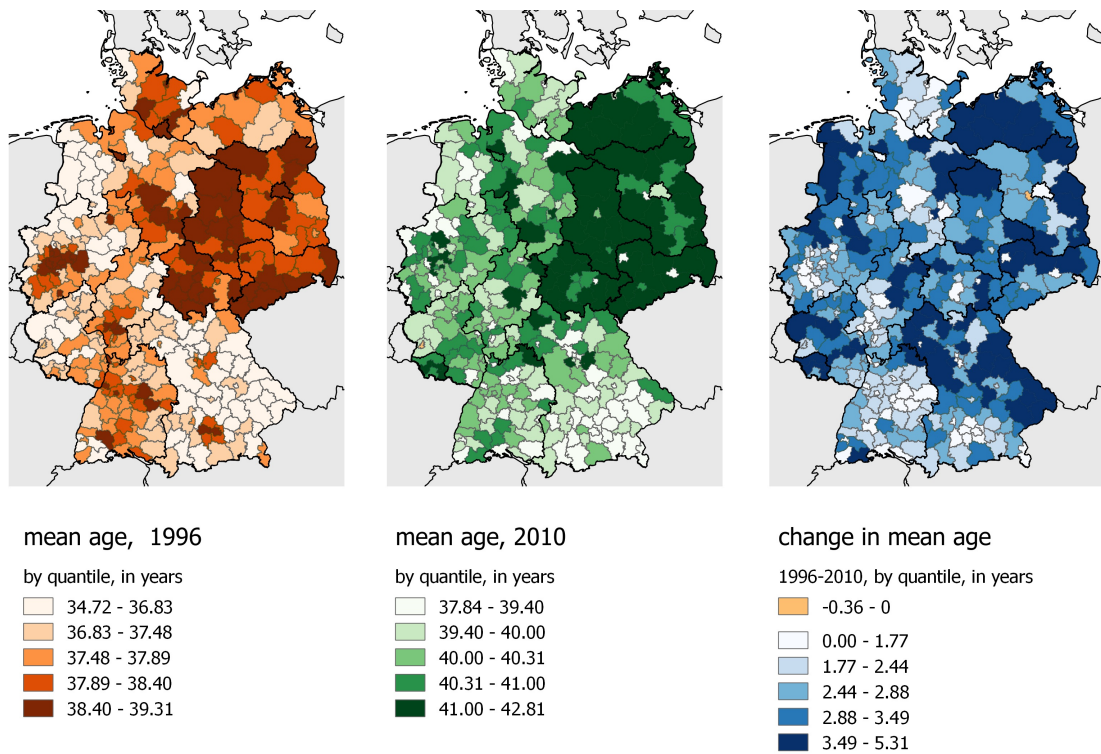 mean age, 1996
by quantile, in years
34.72 - 36.83
36.83 - 37.48
37.48 - 37.89
37.89 - 38.40
38.40 - 39.31
mean age, 2010
by quantile, in years
37.84 - 39.40
39.40 - 40.00
40.00 - 40.31
40.31 - 41.00
41.00 - 42.81
change in mean age
1996-2010, by quantile, in years
-0.36 - 0
0.00 - 1.77
1.77 - 2.44
2.44 - 2.88
2.88 - 3.49
3.49 - 5.31